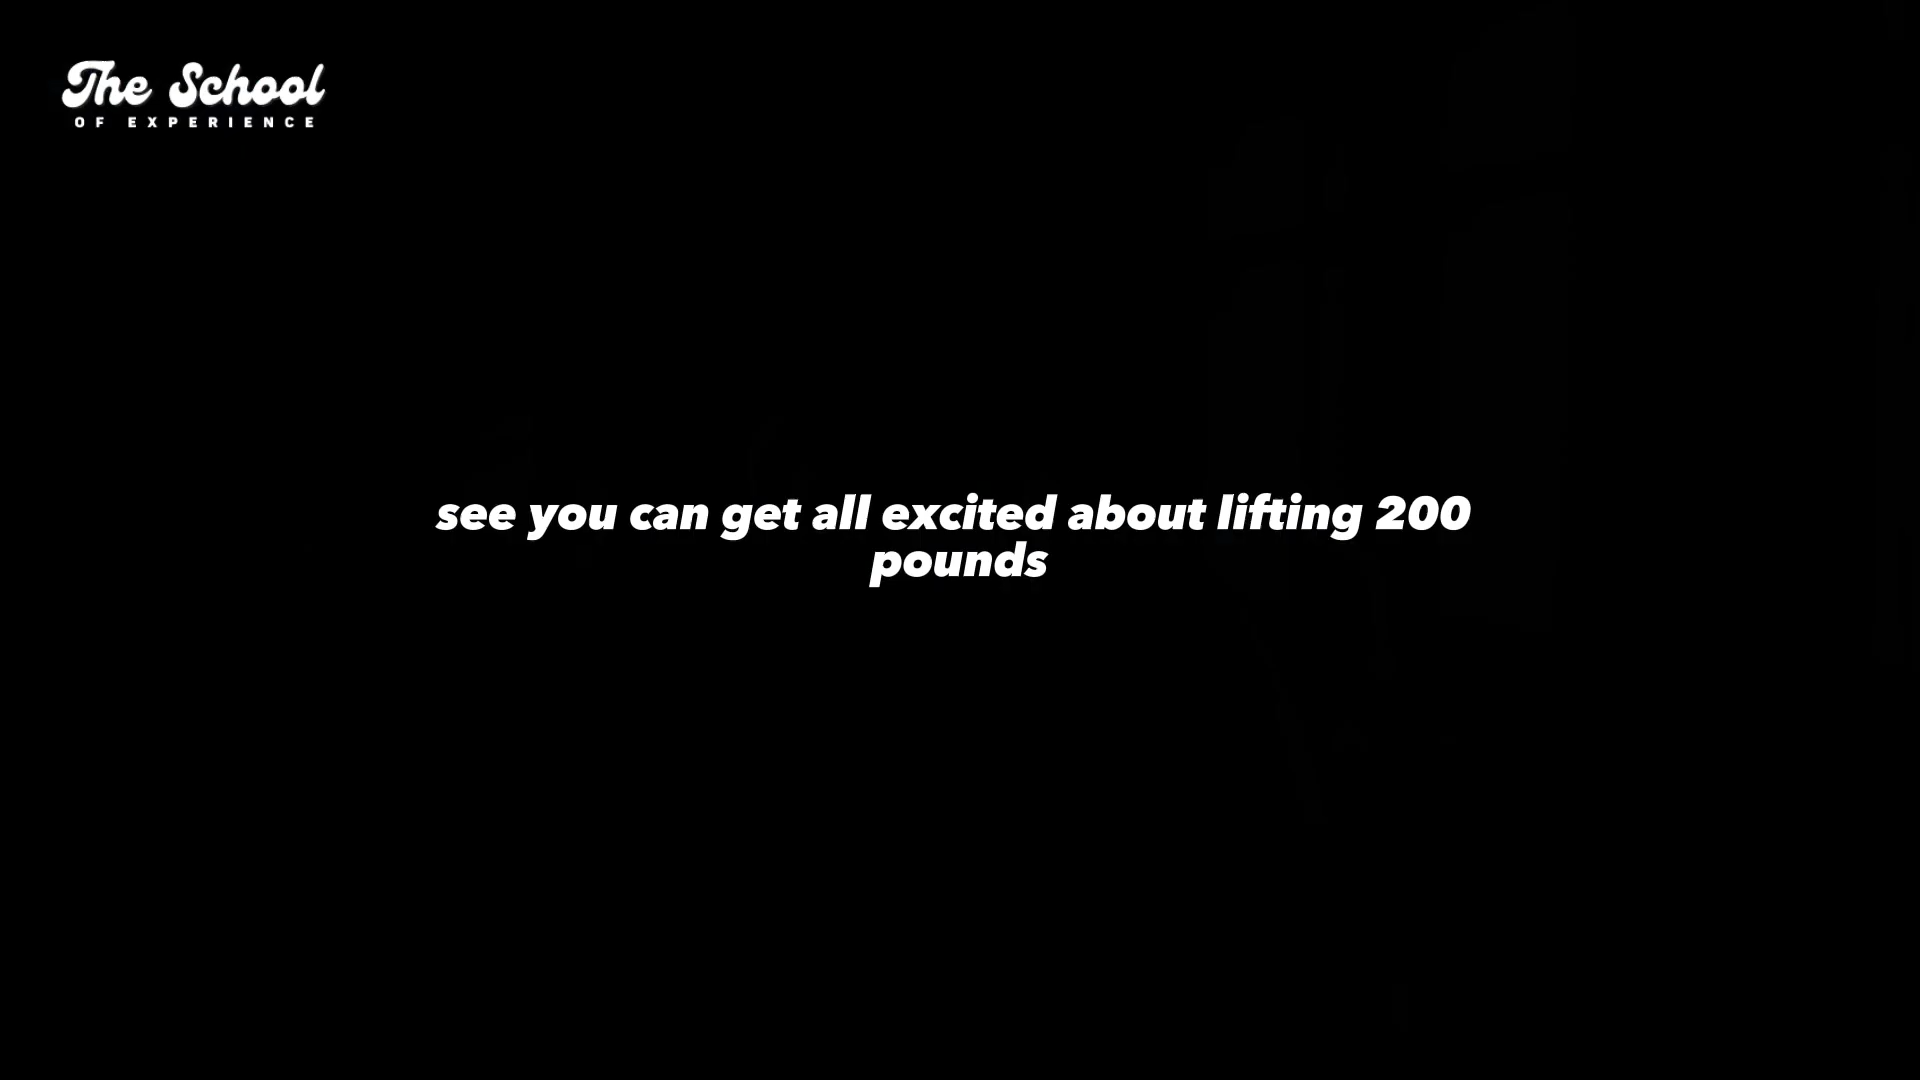 The School
OF EXPERIENCE
see you can get all excited about lifting 200
pounds